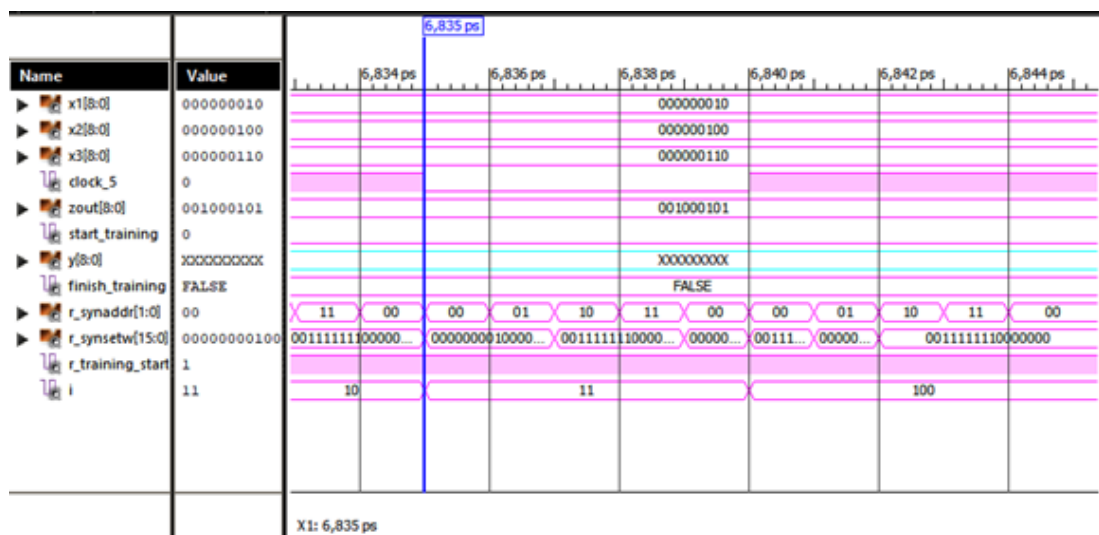 6,835 ps
Name Value 6,834 ps 6,836 ps 6,838 ps 6,840 ps 6,842 ps 6,844 ps
x1[8:0] 000000010 000000010
x2[8:0] 000000100 000000100
x3[8:0] 000000110 000000110
clock_5 0
zout[8:0] 001000101 001000101
start_training 0
y[8:0] XXXXXXXXX XXXXXXXXX
finish_training FALSE FALSE
r_synaddr[1:0] 00 11 00 00 01 10 11 00 00 01 10 11 00
r_synsetw[15:0] 00000000100 00111111100000... 0000000010000... 0011111110000... 00000... 00111... 00000... 0011111110000000
r_training_start 1
i 11 10 11 100
X1: 6,835 ps